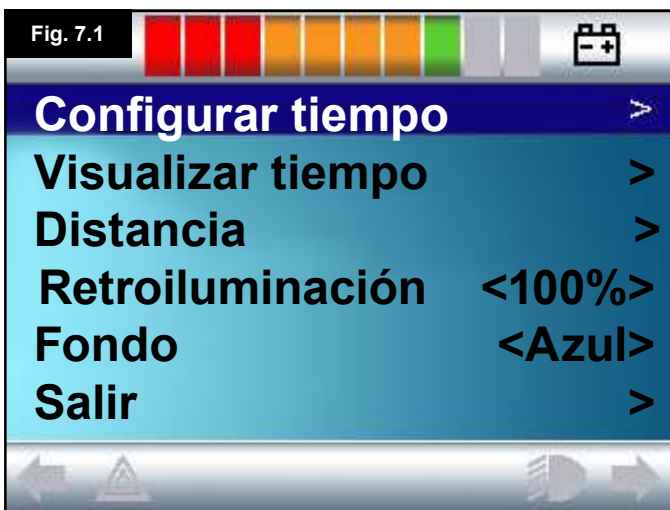 Fig. 7.1
Configurar tiempo >
Visualizar tiempo >
Distancia >
Retroiluminación <100%>
Fondo <Azul>
Salir >